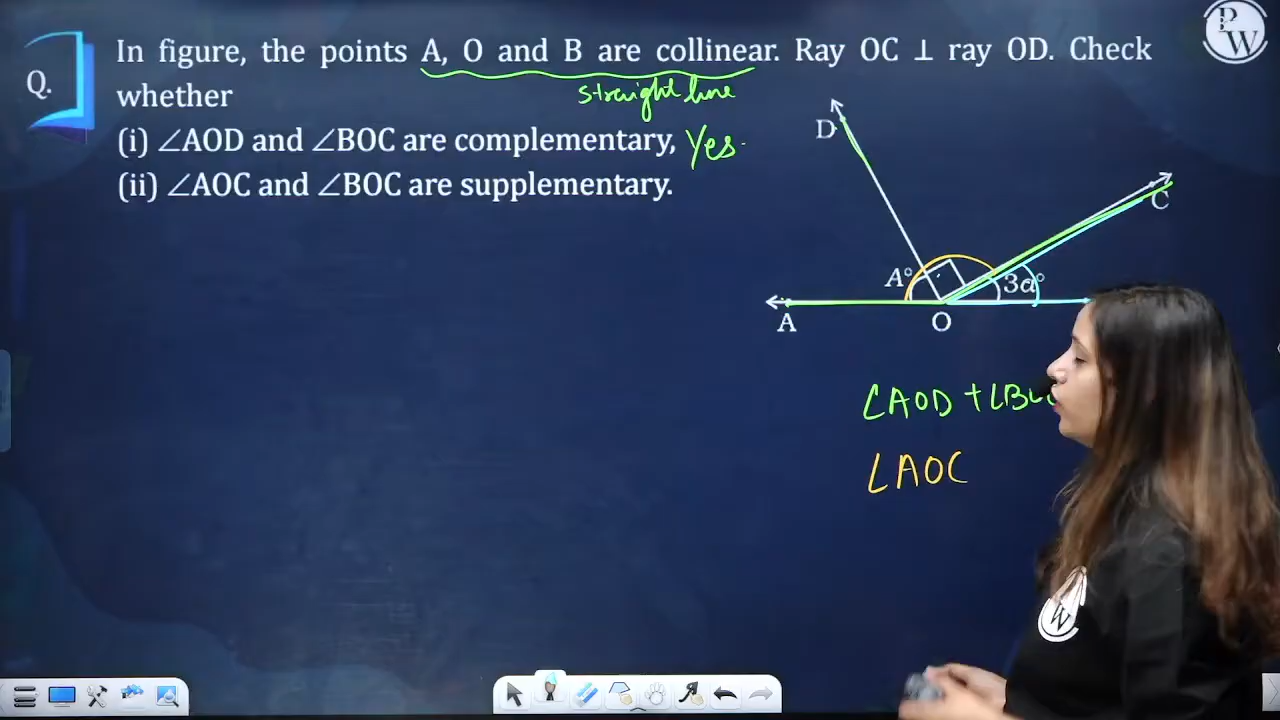 Q.
In figure, the points A, O and B are collinear. Ray OC ⊥ ray OD. Check
whether
straight line
(i) ∠AOD and ∠BOC are complementary, Yes.
(ii) ∠AOC and ∠BOC are supplementary.
D
C
A°
3a°
A
O
∠AOD +
∠AOC
PW
W